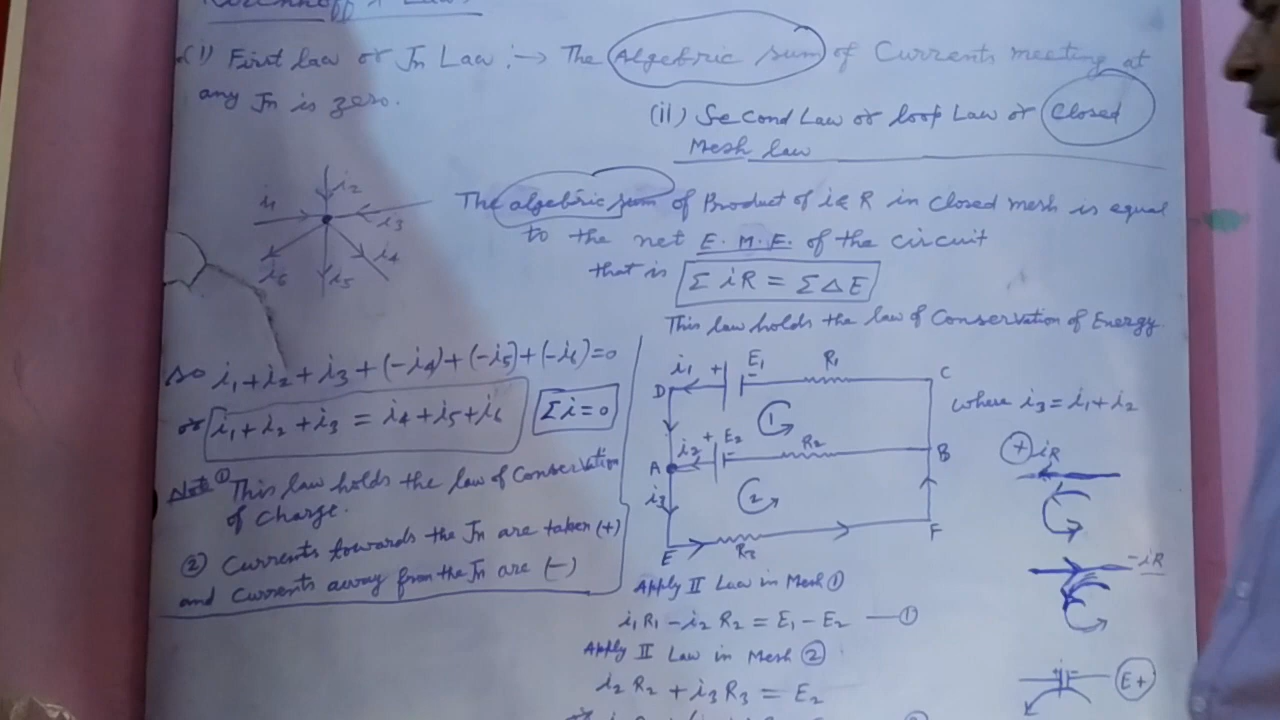 Kirchhoff's Laws
(i) First law or Jn Law :→ The Algebric sum of Currents meeting at
any Jn is zero.
(ii) Second Law or loop Law or Closed
Mesh law
i1 i2 i3 i4 i5 i6
The algebric sum of Product of i & R in closed mesh is equal
to the net E.M.F. of the circuit
that is Σ iR = ΣΔE
This law holds the law of Conservation of Energy
so i1+i2+i3+(-i4)+(-i5)+(-i6)=0
or i1+i2+i3 = i4+i5+i6 Σi=0
Note ① This law holds the law of Conservation
of charge.
② Currents towards the Jn are taken (+)
and currents away from the Jn are (-)
D i1 + E1 - R1 C
1
A i2 + E2 - R2 B
i3 2
E R2 F
where i3=i1+i2
+ iR
-iR
E+
Apply II Law in Mesh ①
i1R1 - i2 R2 = E1 - E2 —①
Apply II Law in Mesh ②
i2 R2 + i3 R3 = E2